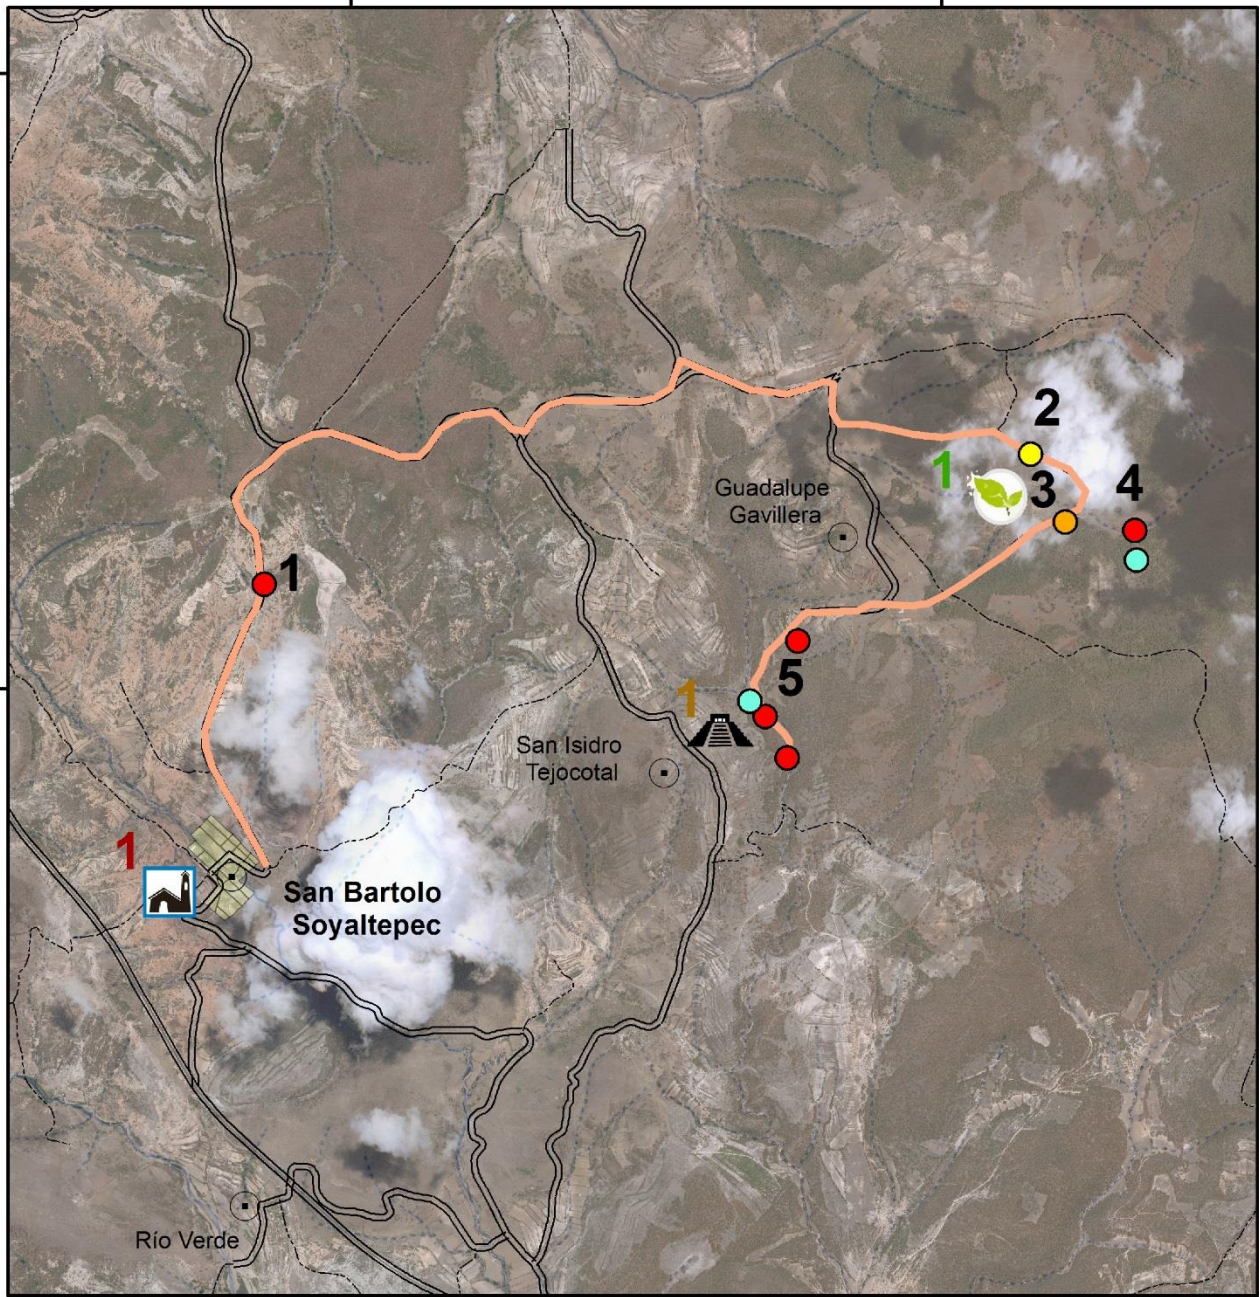 2
1
3
4
Guadalupe
Gavillera
1
5
1
San Isidro
Tejocotal
1
San Bartolo
Soyaltepec
Río Verde